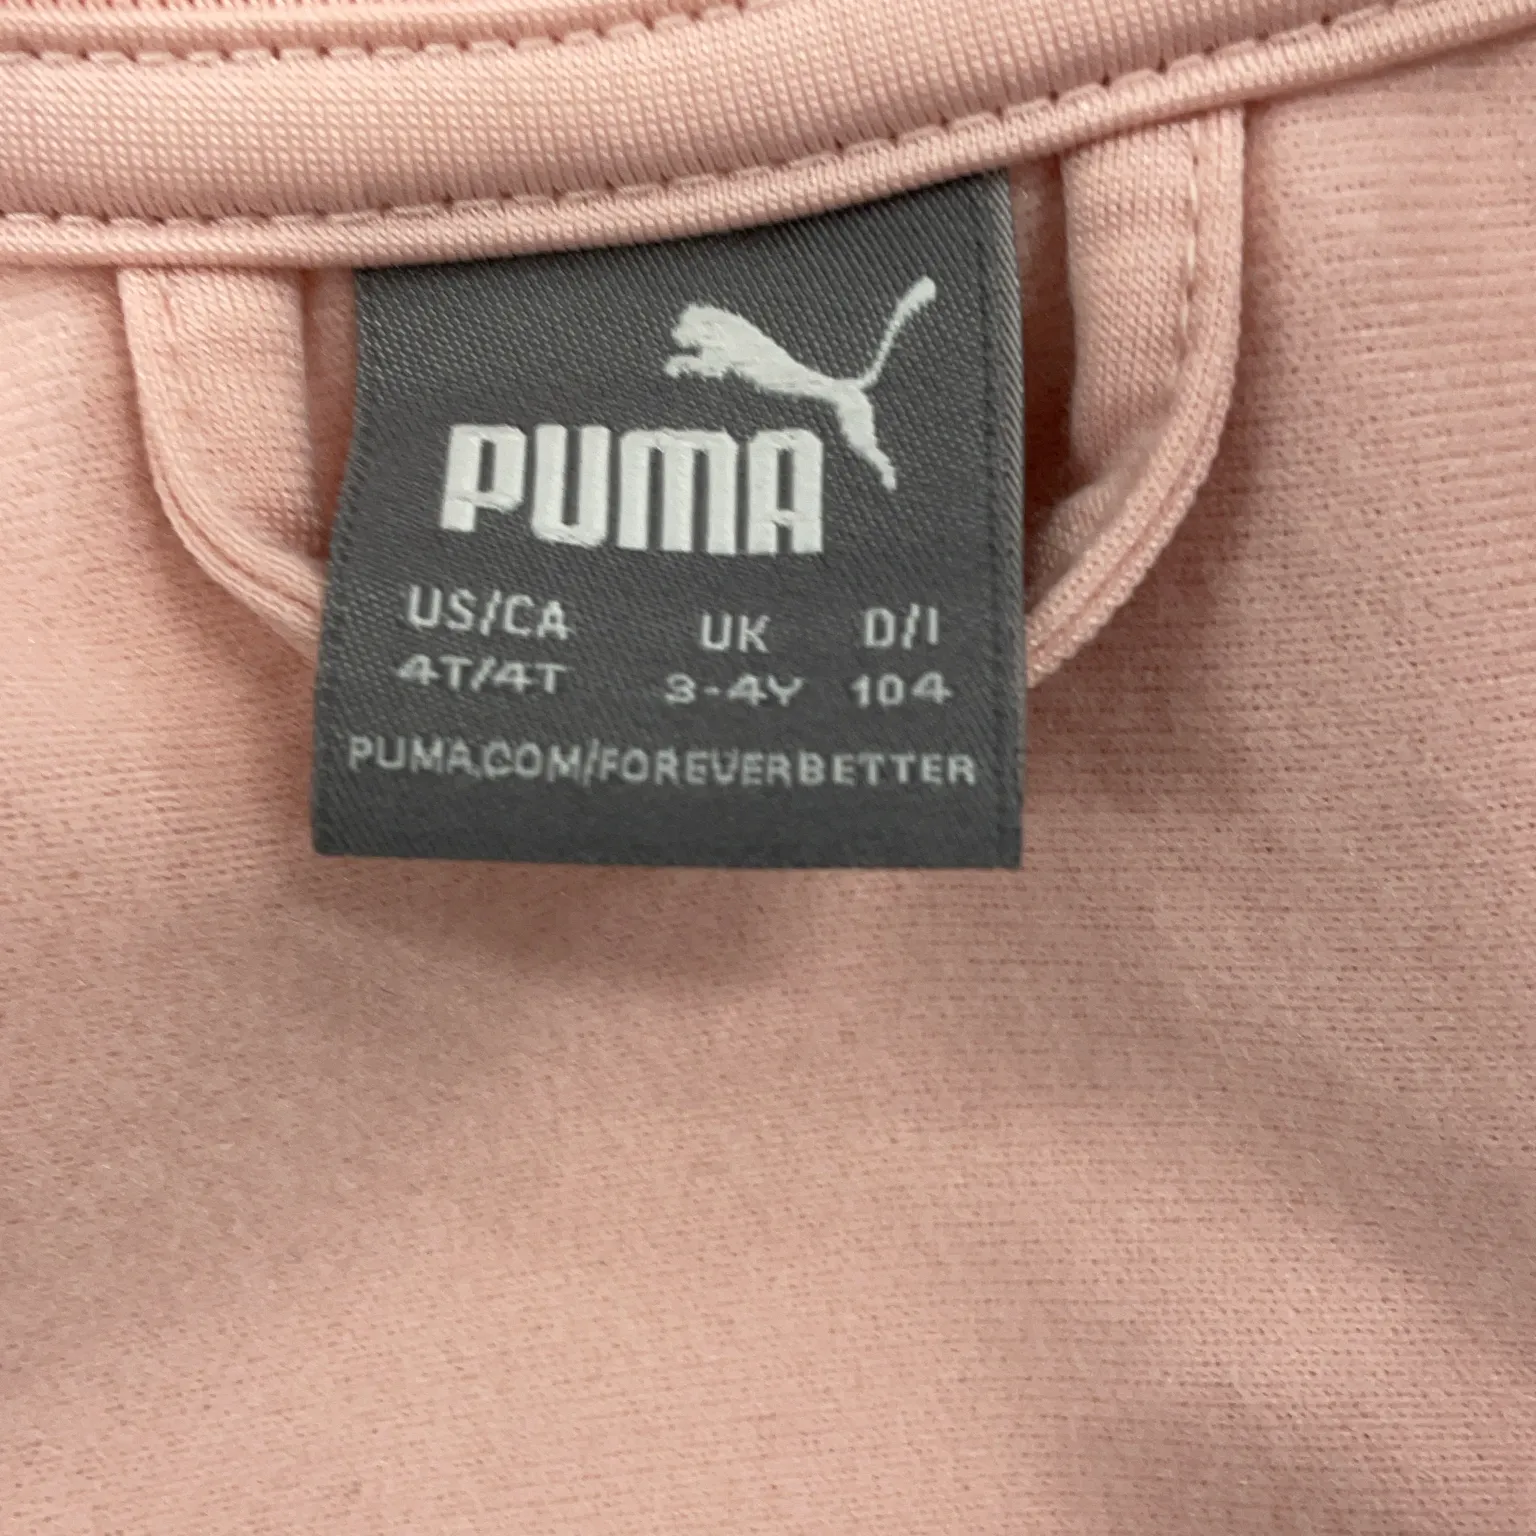 PUMA
US/CA UK D/I
4T/4T 3-4Y 104
PUMA.COM/FOREVERBETTER